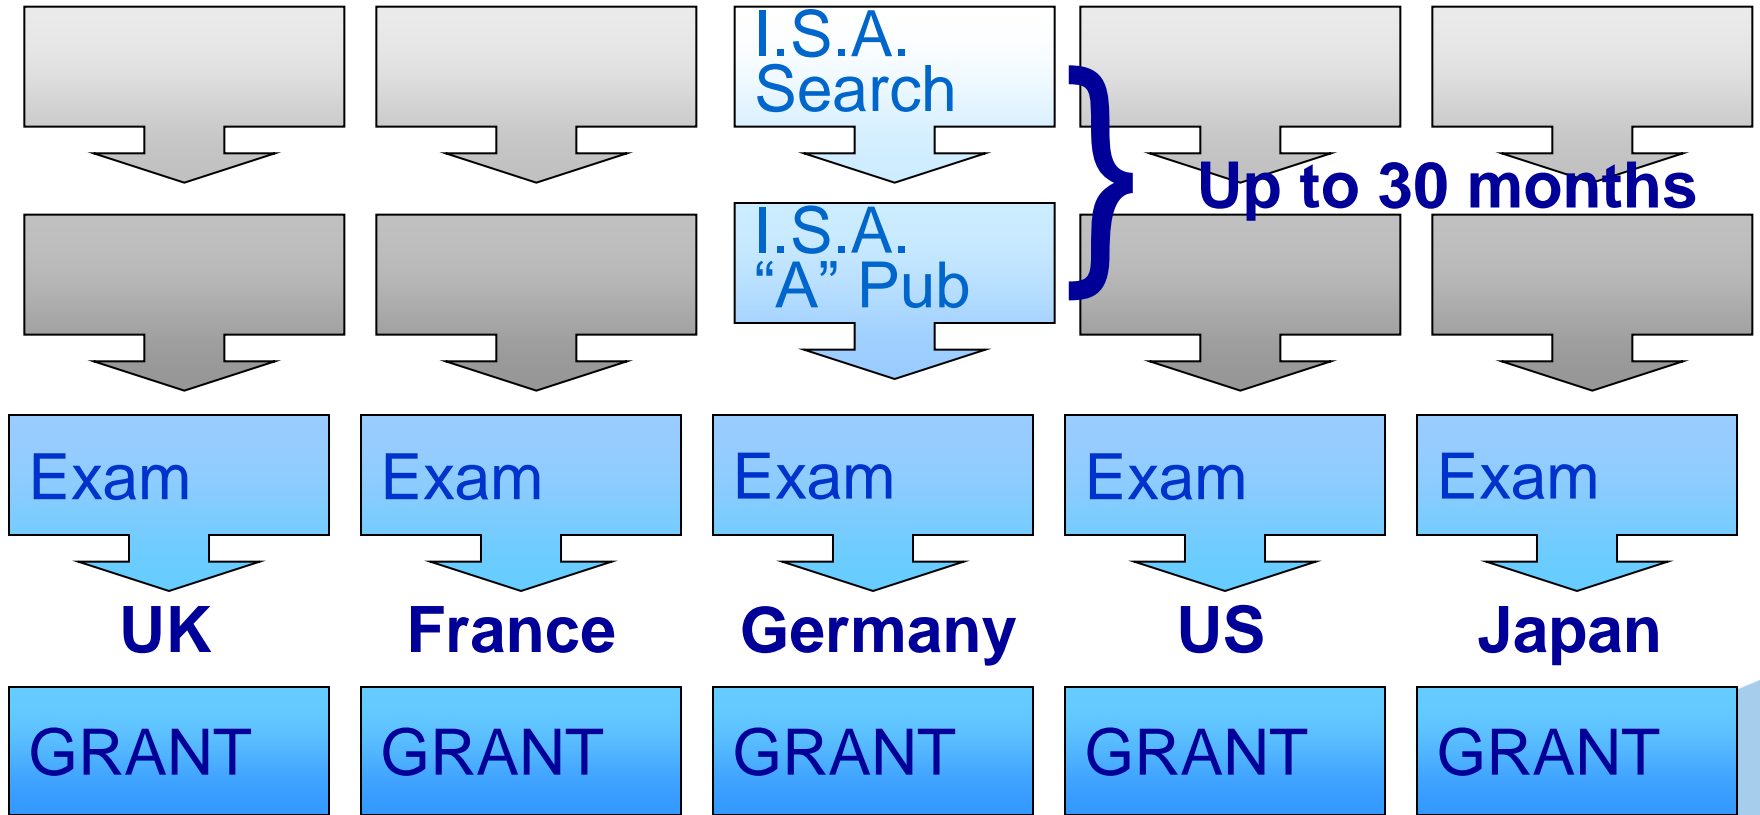 I.S.A.
Search
Up to 30 months
I.S.A.
“A” Pub
Exam
Exam
Exam
Exam
Exam
UK
France
Germany
US
Japan
GRANT
GRANT
GRANT
GRANT
GRANT